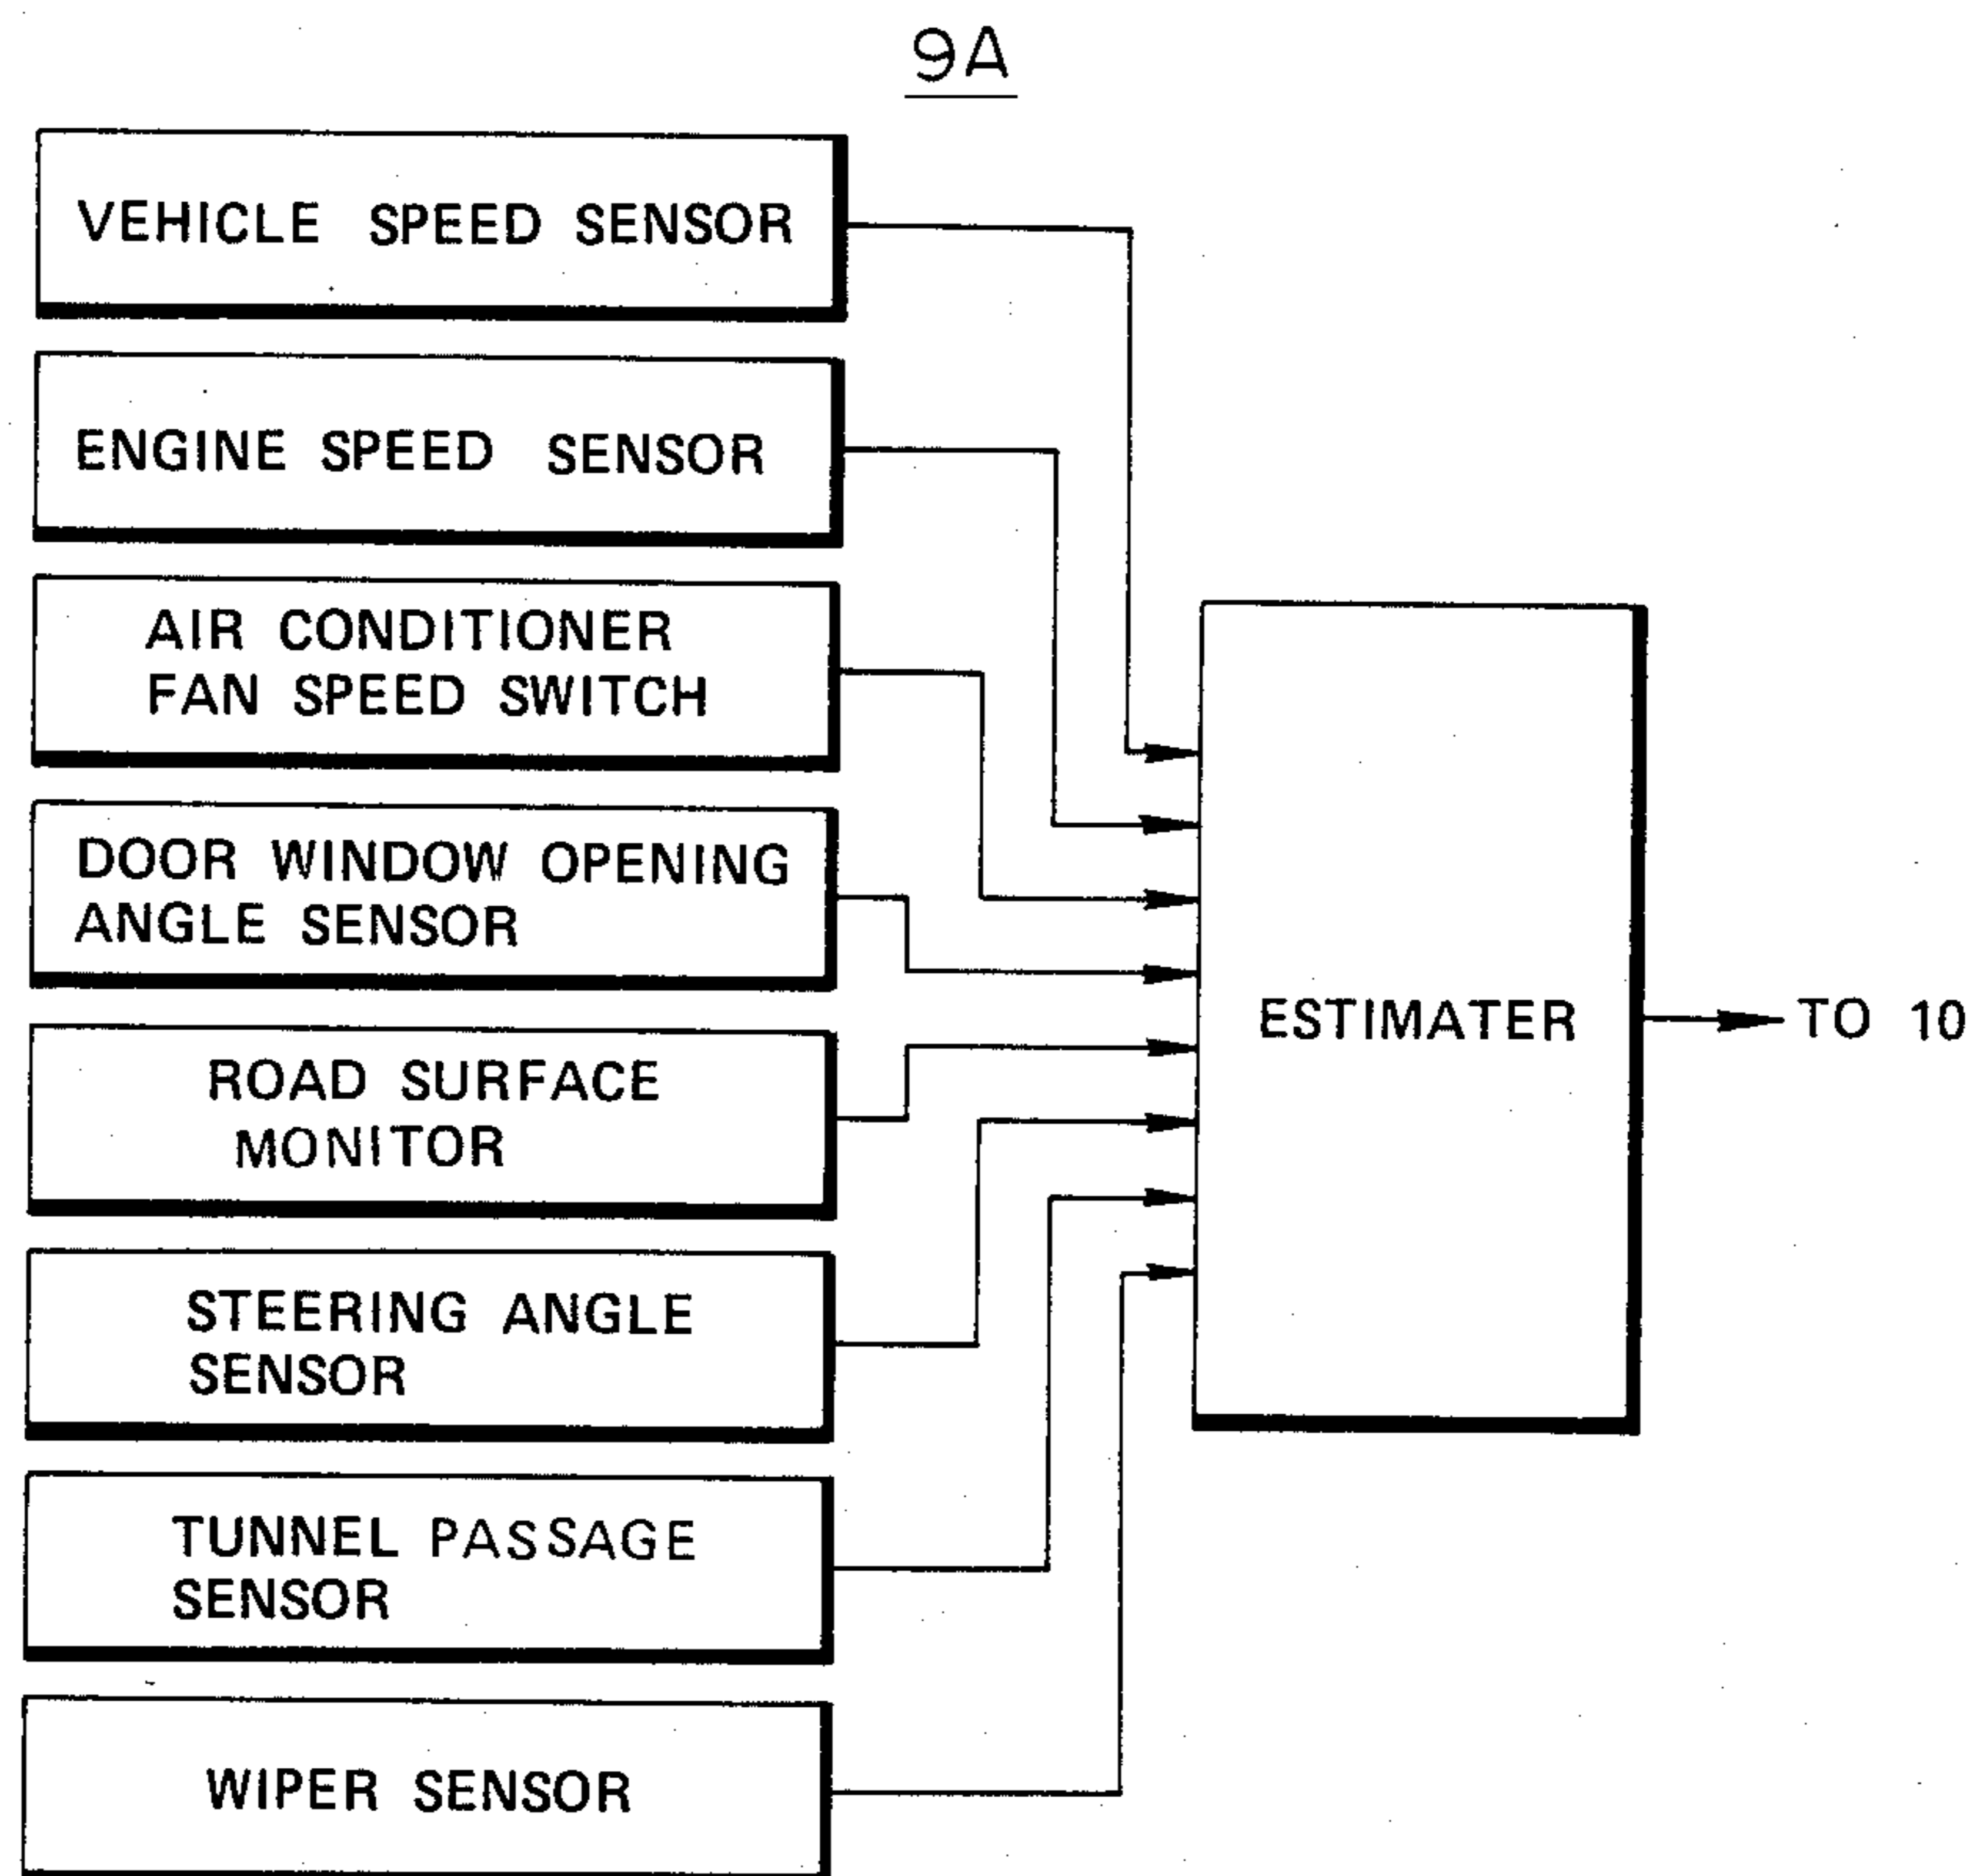 9A
VEHICLE SPEED SENSOR
ENGINE SPEED SENSOR
AIR CONDITIONER
FAN SPEED SWITCH
DOOR WINDOW OPENING
ANGLE SENSOR
ROAD SURFACE
MONITOR
STEERING ANGLE
SENSOR
TUNNEL PASSAGE
SENSOR
WIPER SENSOR
ESTIMATER
TO 10